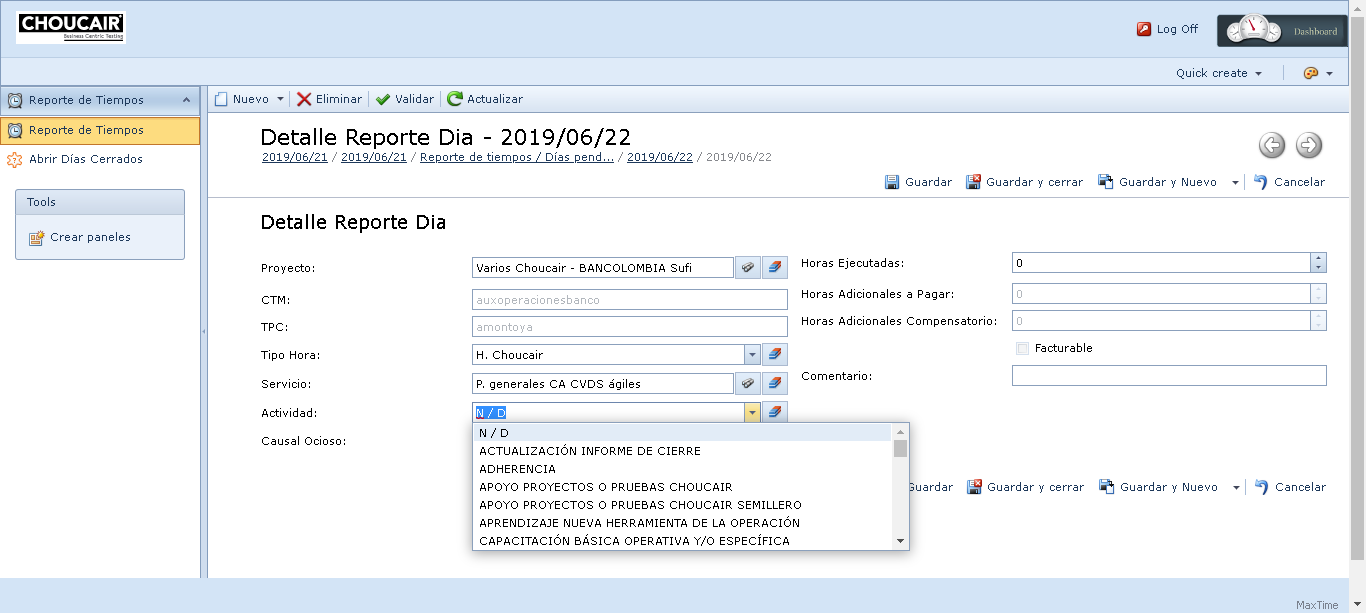 CHOUCAIR
Business Centric Testing
Log Off
Dashboard
Quick create
Reporte de Tiempos
Reporte de Tiempos
Abrir Días Cerrados
Tools
Crear paneles
Nuevo Eliminar Validar Actualizar
Detalle Reporte Dia - 2019/06/22
2019/06/21 / 2019/06/21 / Reporte de tiempos / Días pend... / 2019/06/22 / 2019/06/22
Guardar Guardar y cerrar Guardar y Nuevo Cancelar
Detalle Reporte Dia
Proyecto: Varios Choucair - BANCOLOMBIA Sufi
CTM: auxoperacionesbanco
TPC: amontoya
Tipo Hora: H. Choucair
Servicio: P. generales CA CVDS ágiles
Actividad: N / D
Causal Ocioso:
N / D
ACTUALIZACIÓN INFORME DE CIERRE
ADHERENCIA
APOYO PROYECTOS O PRUEBAS CHOUCAIR
APOYO PROYECTOS O PRUEBAS CHOUCAIR SEMILLERO
APRENDIZAJE NUEVA HERRAMIENTA DE LA OPERACIÓN
CAPACITACIÓN BÁSICA OPERATIVA Y/O ESPECÍFICA
Horas Ejecutadas: 0
Horas Adicionales a Pagar: 0
Horas Adicionales Compensatorio: 0
Facturable
Comentario:
Guardar Guardar y cerrar Guardar y Nuevo Cancelar
MaxTime